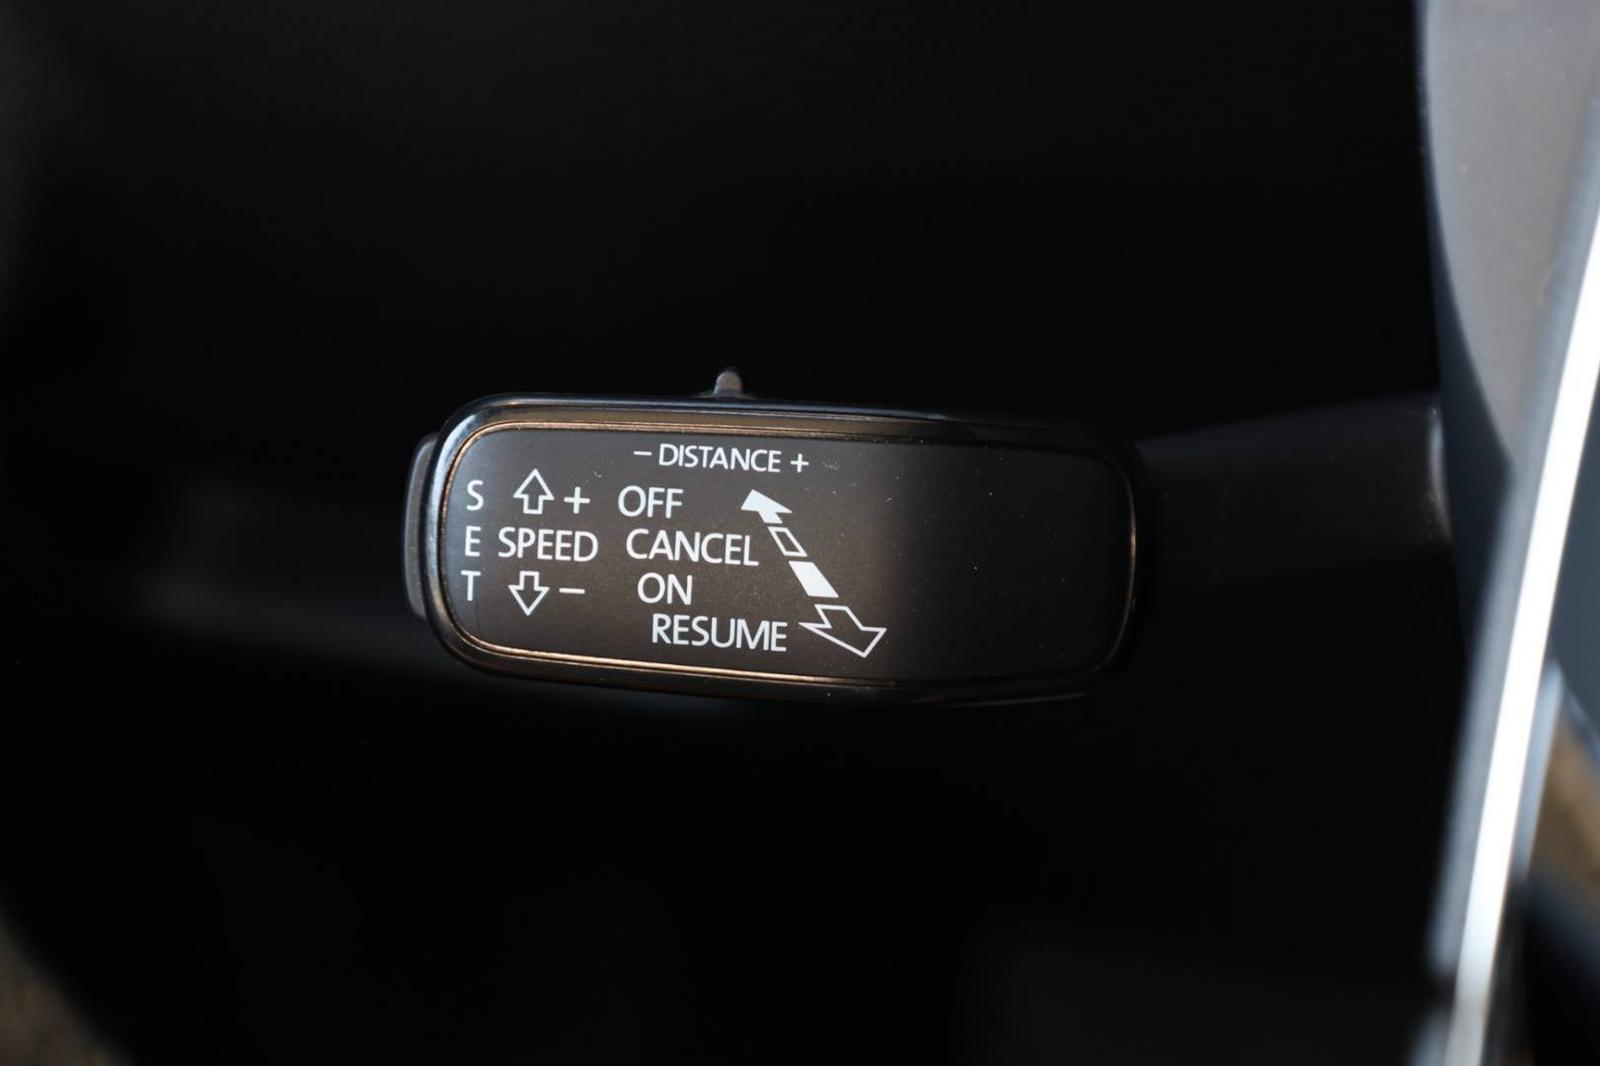 − DISTANCE +
S + OFF
E SPEED CANCEL
T − ON
RESUME